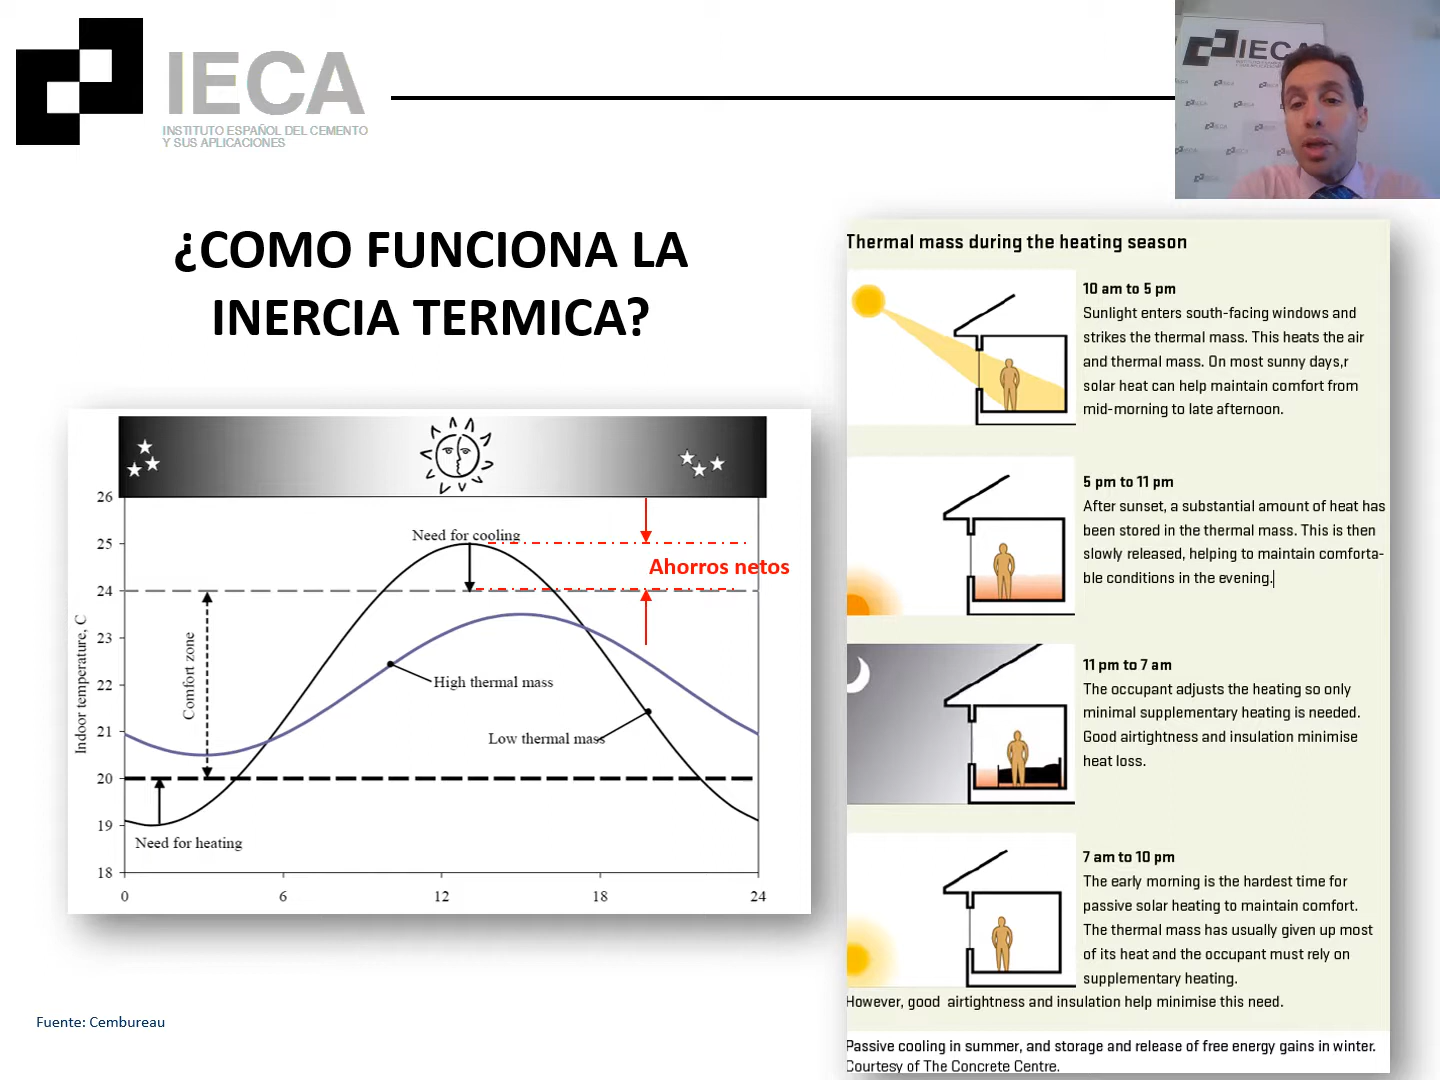 IECA
INSTITUTO ESPAÑOL DEL CEMENTO
Y SUS APLICACIONES
IECA
¿COMO FUNCIONA LA
INERCIA TERMICA?
26
25
24
23
22
21
20
19
18
Indoor temperature, C
Comfort zone
Need for cooling
Ahorros netos
High thermal mass
Low thermal mass
Need for heating
0
6
12
18
24
Fuente: Cembureau
Thermal mass during the heating season
10 am to 5 pm
Sunlight enters south-facing windows and
strikes the thermal mass. This heats the air
and thermal mass. On most sunny days,r
solar heat can help maintain comfort from
mid-morning to late afternoon.
5 pm to 11 pm
After sunset, a substantial amount of heat has
been stored in the thermal mass. This is then
slowly released, helping to maintain comforta-
ble conditions in the evening.
11 pm to 7 am
The occupant adjusts the heating so only
minimal supplementary heating is needed.
Good airtightness and insulation minimise
heat loss.
7 am to 10 pm
The early morning is the hardest time for
passive solar heating to maintain comfort.
The thermal mass has usually given up most
of its heat and the occupant must rely on
supplementary heating.
However, good airtightness and insulation help minimise this need.
Passive cooling in summer, and storage and release of free energy gains in winter.
Courtesy of The Concrete Centre.